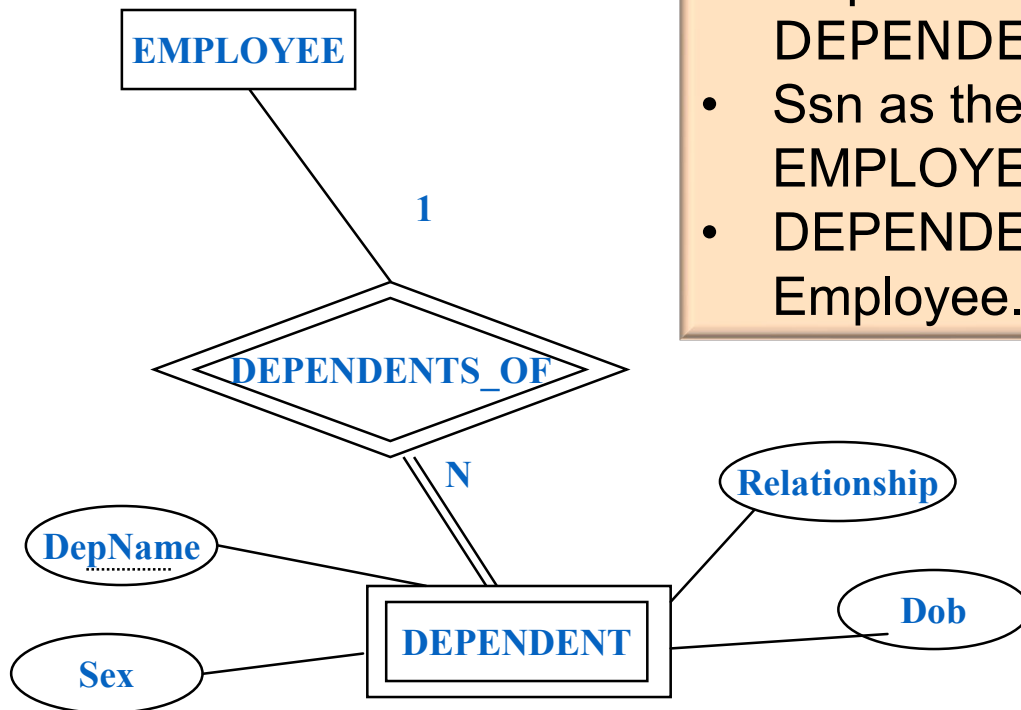 EMPLOYEE
DEPENDE
• Ssn as the
EMPLOYE
• DEPENDE
Employee.
1
DEPENDENTS_OF
N
Relationship
DepName
Dob
DEPENDENT
Sex